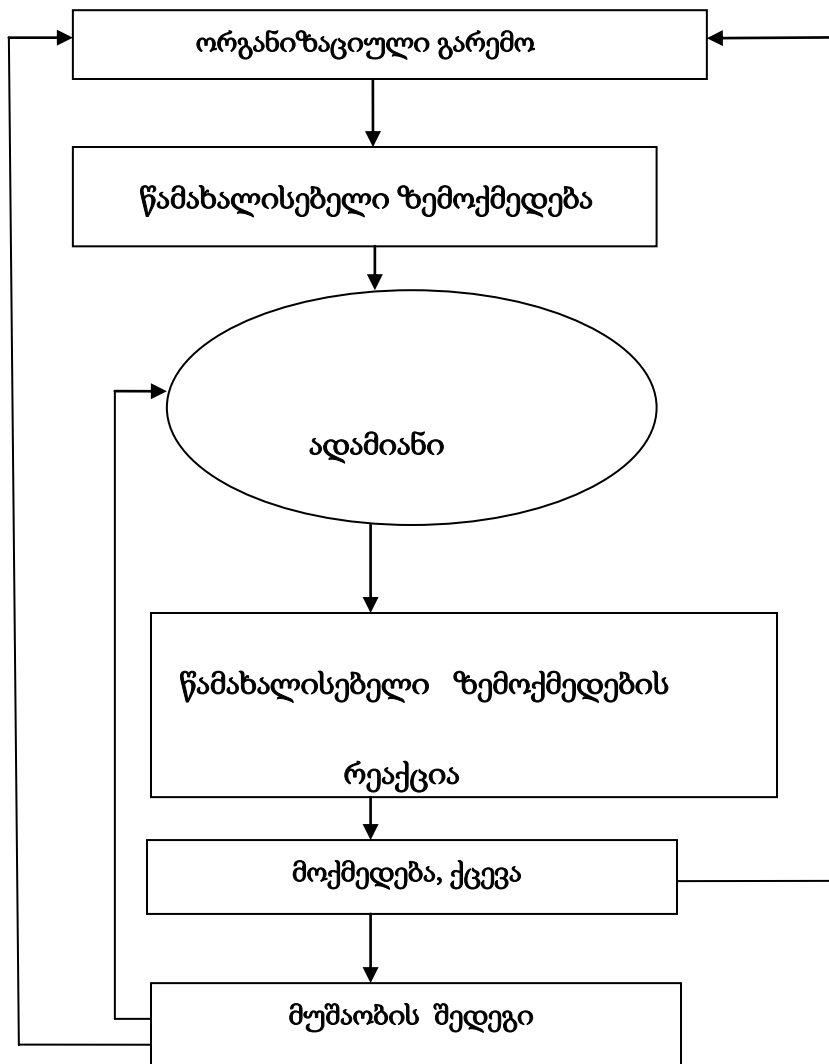 ორგანიზაციული გარემო
წამახალისებელი ზემოქმედება
ადამიანი
წამახალისებელი ზემოქმედების
რეაქცია
მოქმედება, ქცევა
მუშაობის შედეგი